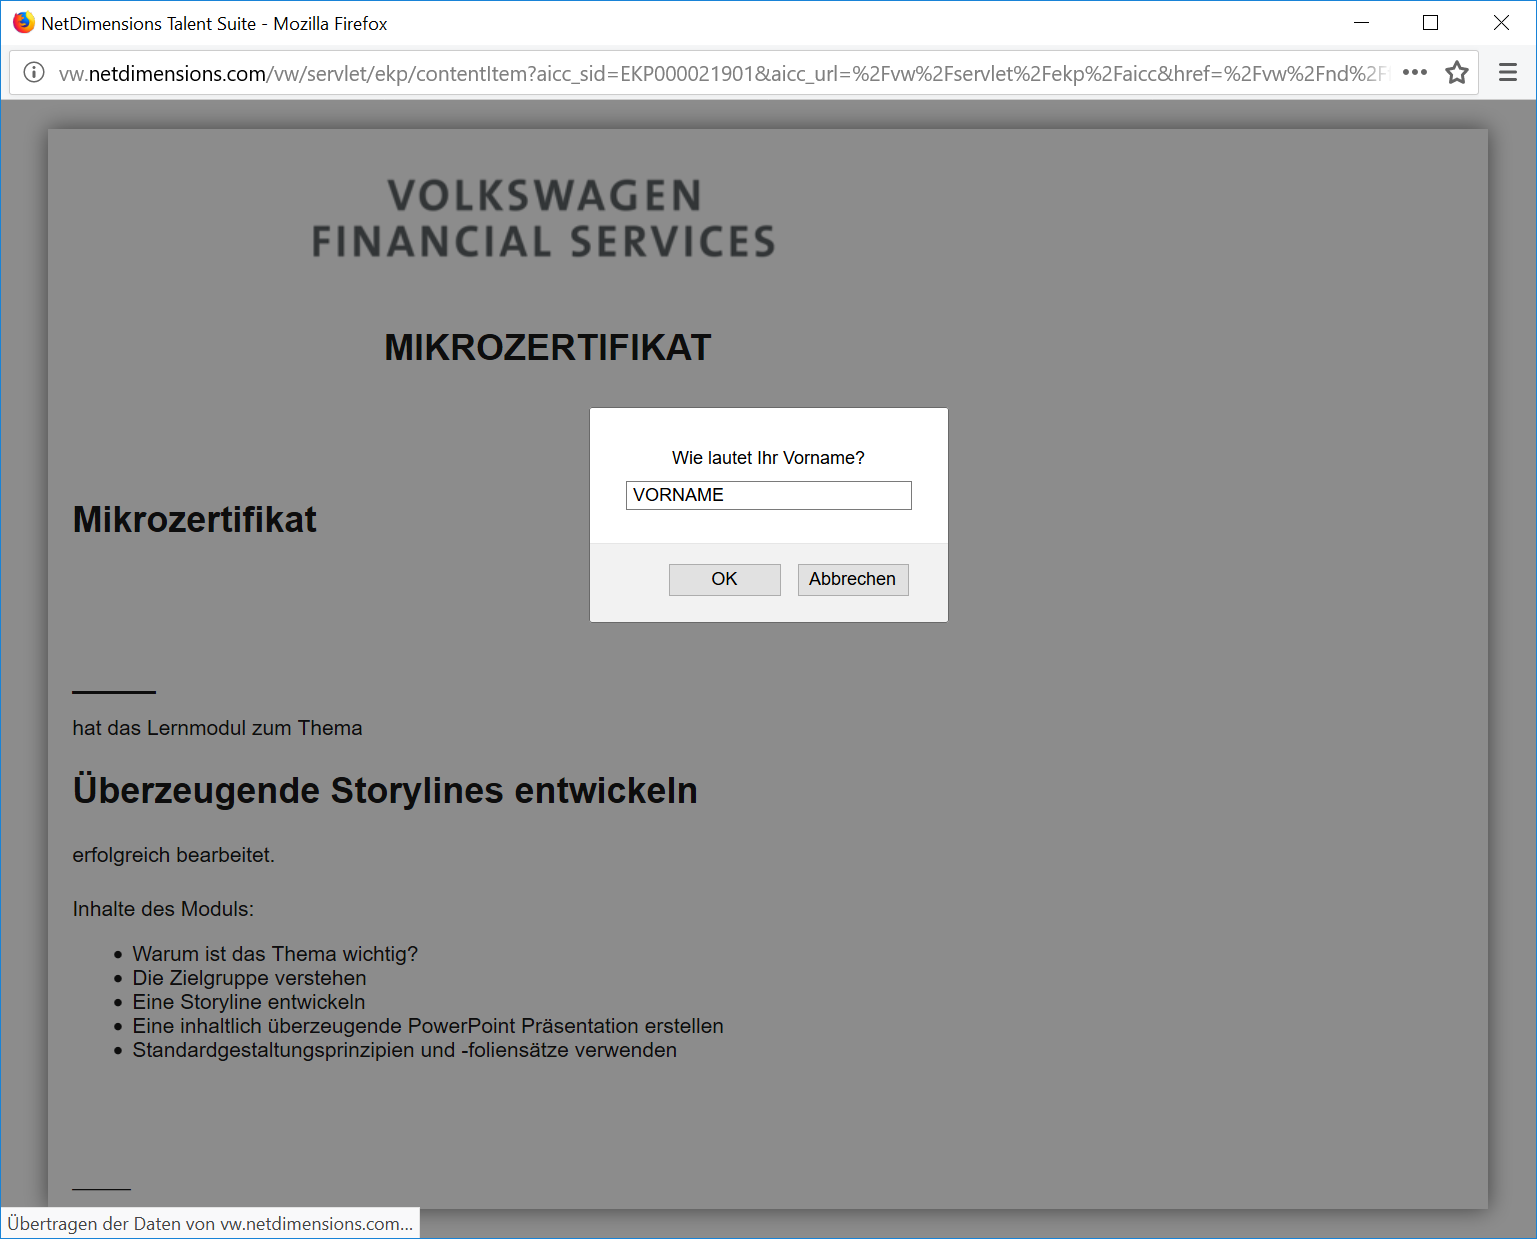 NetDimensions Talent Suite - Mozilla Firefox
vw.netdimensions.com/vw/servlet/ekp/contentItem?aicc_sid=EKP000021901&aicc_url=%2Fvw%2Fservlet%2Fekp%2Faicc&href=%2Fvw%2Fnd%2F
VOLKSWAGEN
FINANCIAL SERVICES
MIKROZERTIFIKAT
Wie lautet Ihr Vorname?
VORNAME
OK Abbrechen
Mikrozertifikat
hat das Lernmodul zum Thema
Überzeugende Storylines entwickeln
erfolgreich bearbeitet.
Inhalte des Moduls:
• Warum ist das Thema wichtig?
• Die Zielgruppe verstehen
• Eine Storyline entwickeln
• Eine inhaltlich überzeugende PowerPoint Präsentation erstellen
• Standardgestaltungsprinzipien und -foliensätze verwenden
Übertragen der Daten von vw.netdimensions.com...